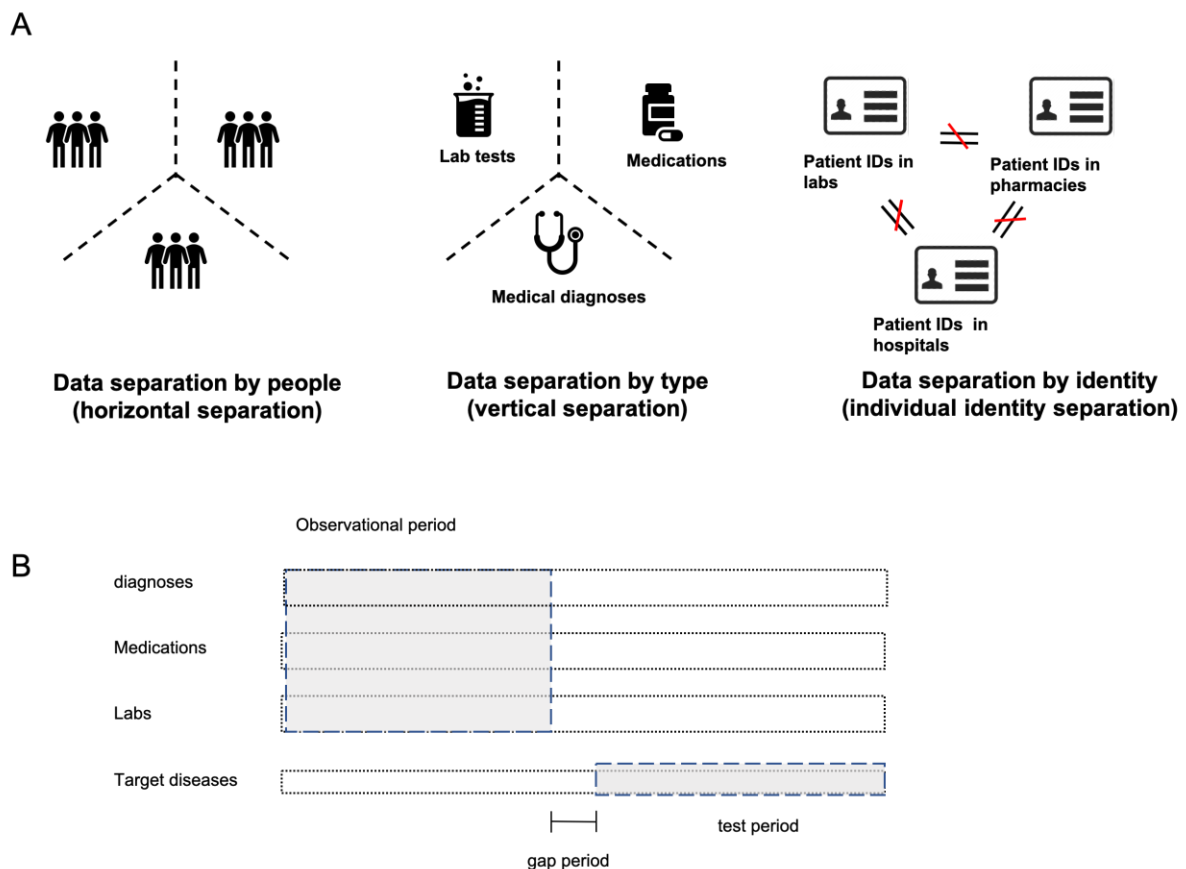 A
Lab tests
Medications
Medical diagnoses
Patient IDs in
labs
Patient IDs
in pharmacies
Patient IDs in
hospitals
Data separation by people
(horizontal separation)
Data separation by type
(vertical separation)
Data separation by identity
(individual identity separation)
Observational period
B
diagnoses
Medications
Labs
Target diseases
test period
gap period